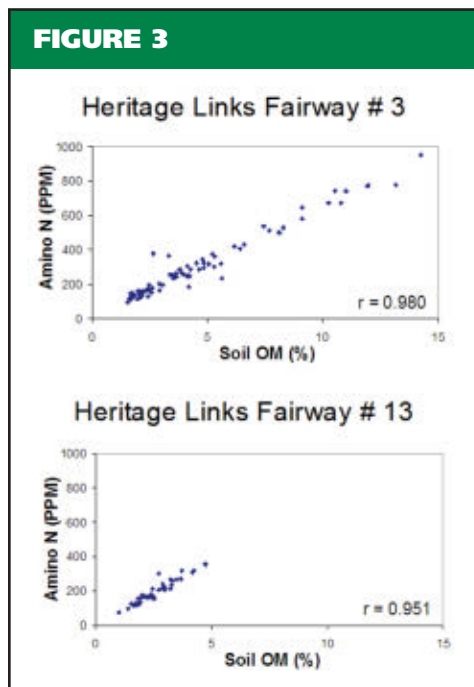 FIGURE 3
Heritage Links Fairway # 3
Amino N (PPM)
1000
800
600
400
200
0
0 5 10 15
Soil OM (%)
r = 0.980
Heritage Links Fairway # 13
Amino N (PPM)
1000
800
600
400
200
0
0 5 10 15
Soil OM (%)
r = 0.951